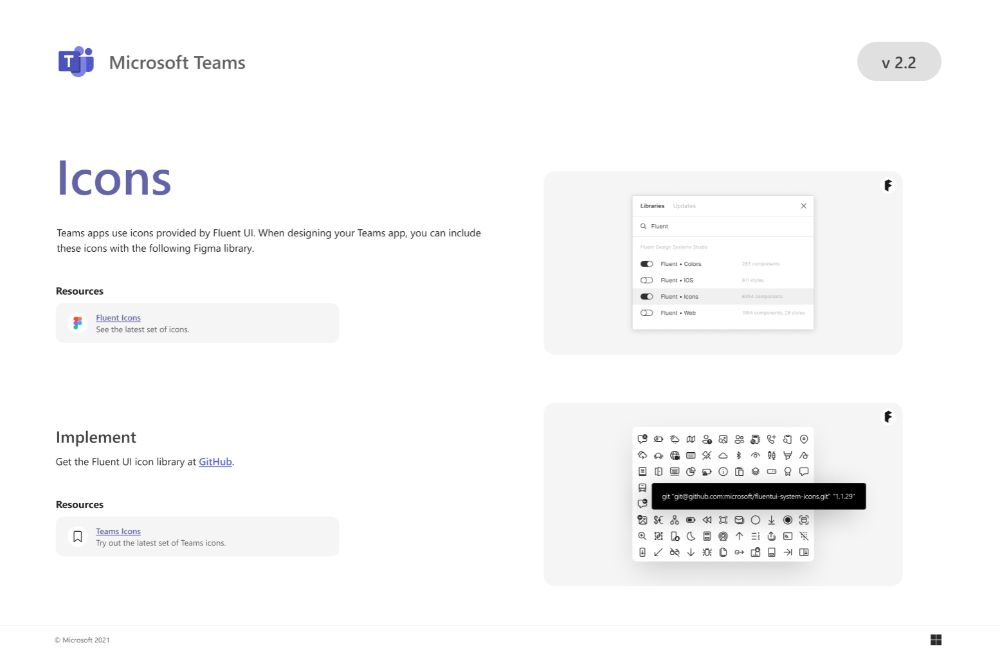 Microsoft Teams
v 2.2
Icons
Teams apps use icons provided by Fluent UI. When designing your Teams app, you can include
these icons with the following Figma library.
Resources
Fluent Icons
See the latest set of icons.
Libraries Updates
Fluent
Fluent Design Systems Studio
Fluent • Colors 283 components
Fluent • iOS 811 styles
Fluent • Icons 6354 components
Fluent • Web 1954 components, 28 styles
Implement
Get the Fluent UI icon library at GitHub.
Resources
Teams Icons
Try out the latest set of Teams icons.
git "git@github.com:microsoft/fluentui-system-icons.git" "1.1.29"
© Microsoft 2021